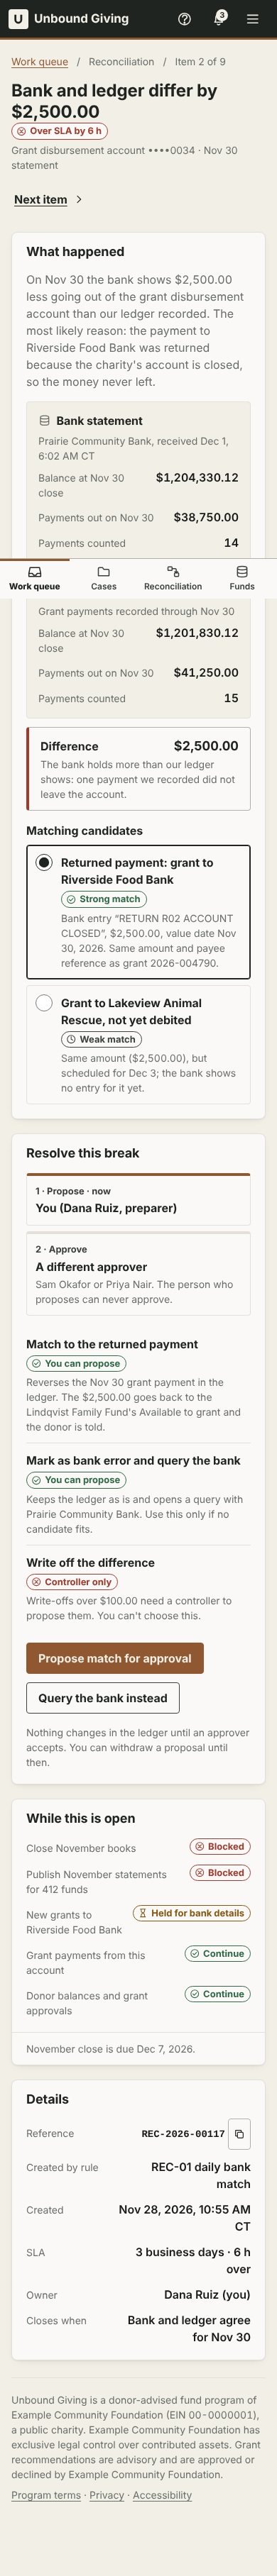 U Unbound Giving 3
Work queue / Reconciliation / Item 2 of 9
Bank and ledger differ by
$2,500.00
Over SLA by 6 h
Grant disbursement account ••••0034 · Nov 30
statement
Next item
What happened
On Nov 30 the bank shows $2,500.00
less going out of the grant disbursement
account than our ledger recorded. The
most likely reason: the payment to
Riverside Food Bank was returned
because the charity's account is closed,
so the money never left.
Bank statement
Prairie Community Bank, received Dec 1,
6:02 AM CT
Balance at Nov 30 $1,204,330.12
close
Payments out on Nov 30 $38,750.00
Payments counted 14
Work queue Cases Reconciliation Funds
Grant payments recorded through Nov 30
Balance at Nov 30 $1,201,830.12
close
Payments out on Nov 30 $41,250.00
Payments counted 15
Difference $2,500.00
The bank holds more than our ledger
shows: one payment we recorded did not
leave the account.
Matching candidates
Returned payment: grant to
Riverside Food Bank
Strong match
Bank entry “RETURN R02 ACCOUNT
CLOSED”, $2,500.00, value date Nov
30, 2026. Same amount and payee
reference as grant 2026-004790.
Grant to Lakeview Animal
Rescue, not yet debited
Weak match
Same amount ($2,500.00), but
scheduled for Dec 3; the bank shows
no entry for it yet.
Resolve this break
1 · Propose · now
You (Dana Ruiz, preparer)
2 · Approve
A different approver
Sam Okafor or Priya Nair. The person who
proposes can never approve.
Match to the returned payment
You can propose
Reverses the Nov 30 grant payment in the
ledger. The $2,500.00 goes back to the
Lindqvist Family Fund's Available to grant and
the donor is told.
Mark as bank error and query the bank
You can propose
Keeps the ledger as is and opens a query with
Prairie Community Bank. Use this only if no
candidate fits.
Write off the difference
Controller only
Write-offs over $100.00 need a controller to
propose them. You can't choose this.
Propose match for approval
Query the bank instead
Nothing changes in the ledger until an approver
accepts. You can withdraw a proposal until
then.
While this is open
Close November books Blocked
Publish November statements Blocked
for 412 funds
New grants to Held for bank details
Riverside Food Bank
Grant payments from this Continue
account
Donor balances and grant Continue
approvals
November close is due Dec 7, 2026.
Details
Reference REC-2026-00117
Created by rule REC-01 daily bank
match
Created Nov 28, 2026, 10:55 AM
CT
SLA 3 business days · 6 h
over
Owner Dana Ruiz (you)
Closes when Bank and ledger agree
for Nov 30
Unbound Giving is a donor-advised fund program of
Example Community Foundation (EIN 00-0000001),
a public charity. Example Community Foundation has
exclusive legal control over contributed assets. Grant
recommendations are advisory and are approved or
declined by Example Community Foundation.
Program terms · Privacy · Accessibility